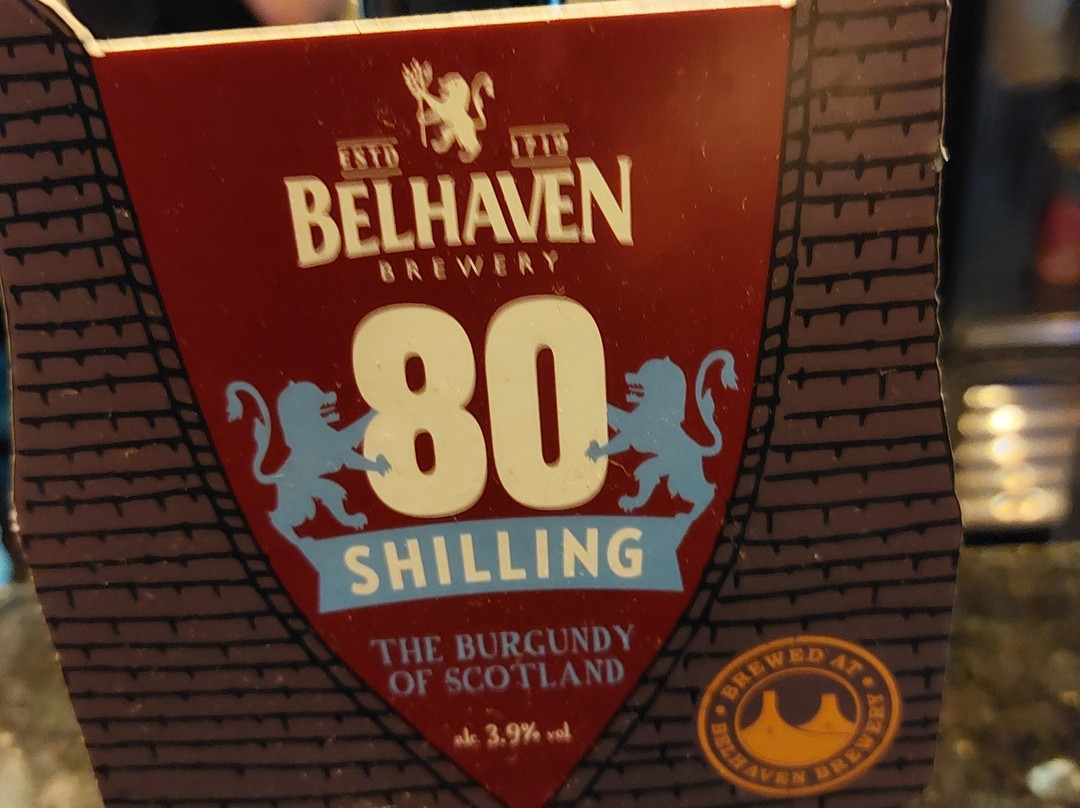 ESTD 1719
BELHAVEN
BREWERY
80
SHILLING
THE BURGUNDY
OF SCOTLAND
alc 3.9% vol
BREWED AT
BELHAVEN BREWERY